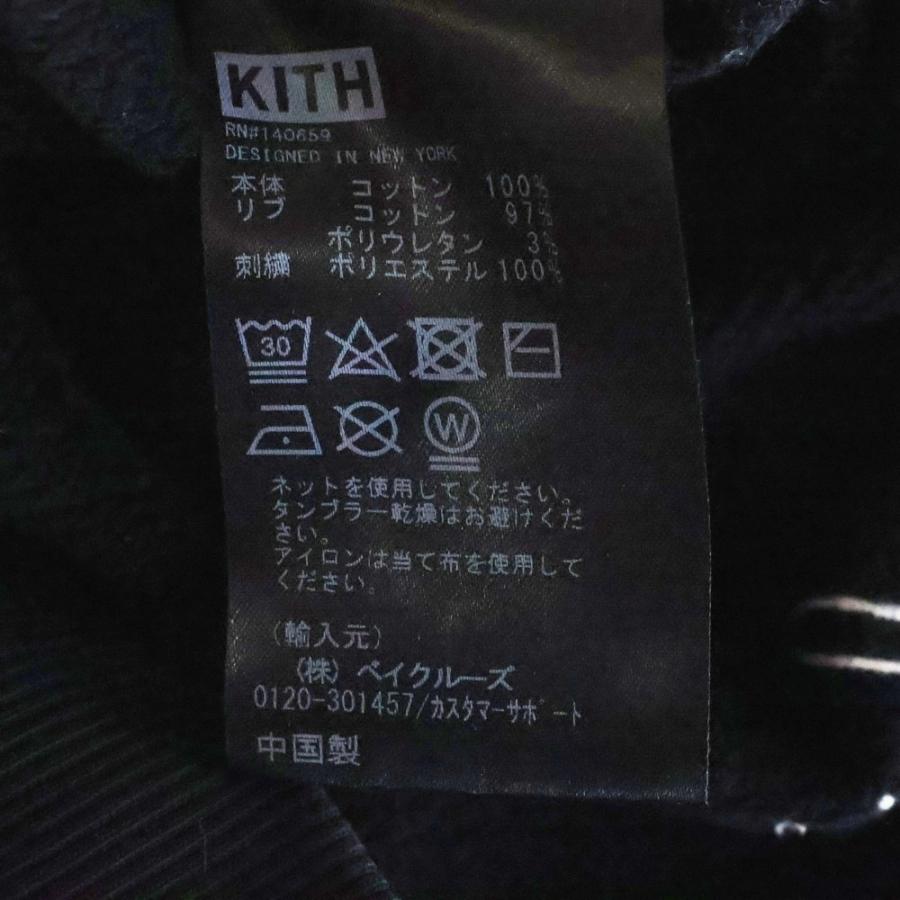 KITH
RN#140659
DESIGNED IN NEW YORK
本体 コットン 100%
リブ コットン 97%
ポリウレタン 3%
刺繍 ポリエステル 100%
30
W
ネットを使用してください。
タンブラー乾燥はお避けくだ
さい。
アイロンは当て布を使用して
ください。
(輸入元)
(株) ベイクルーズ
0120-301457/カスタマーサポート
中国製